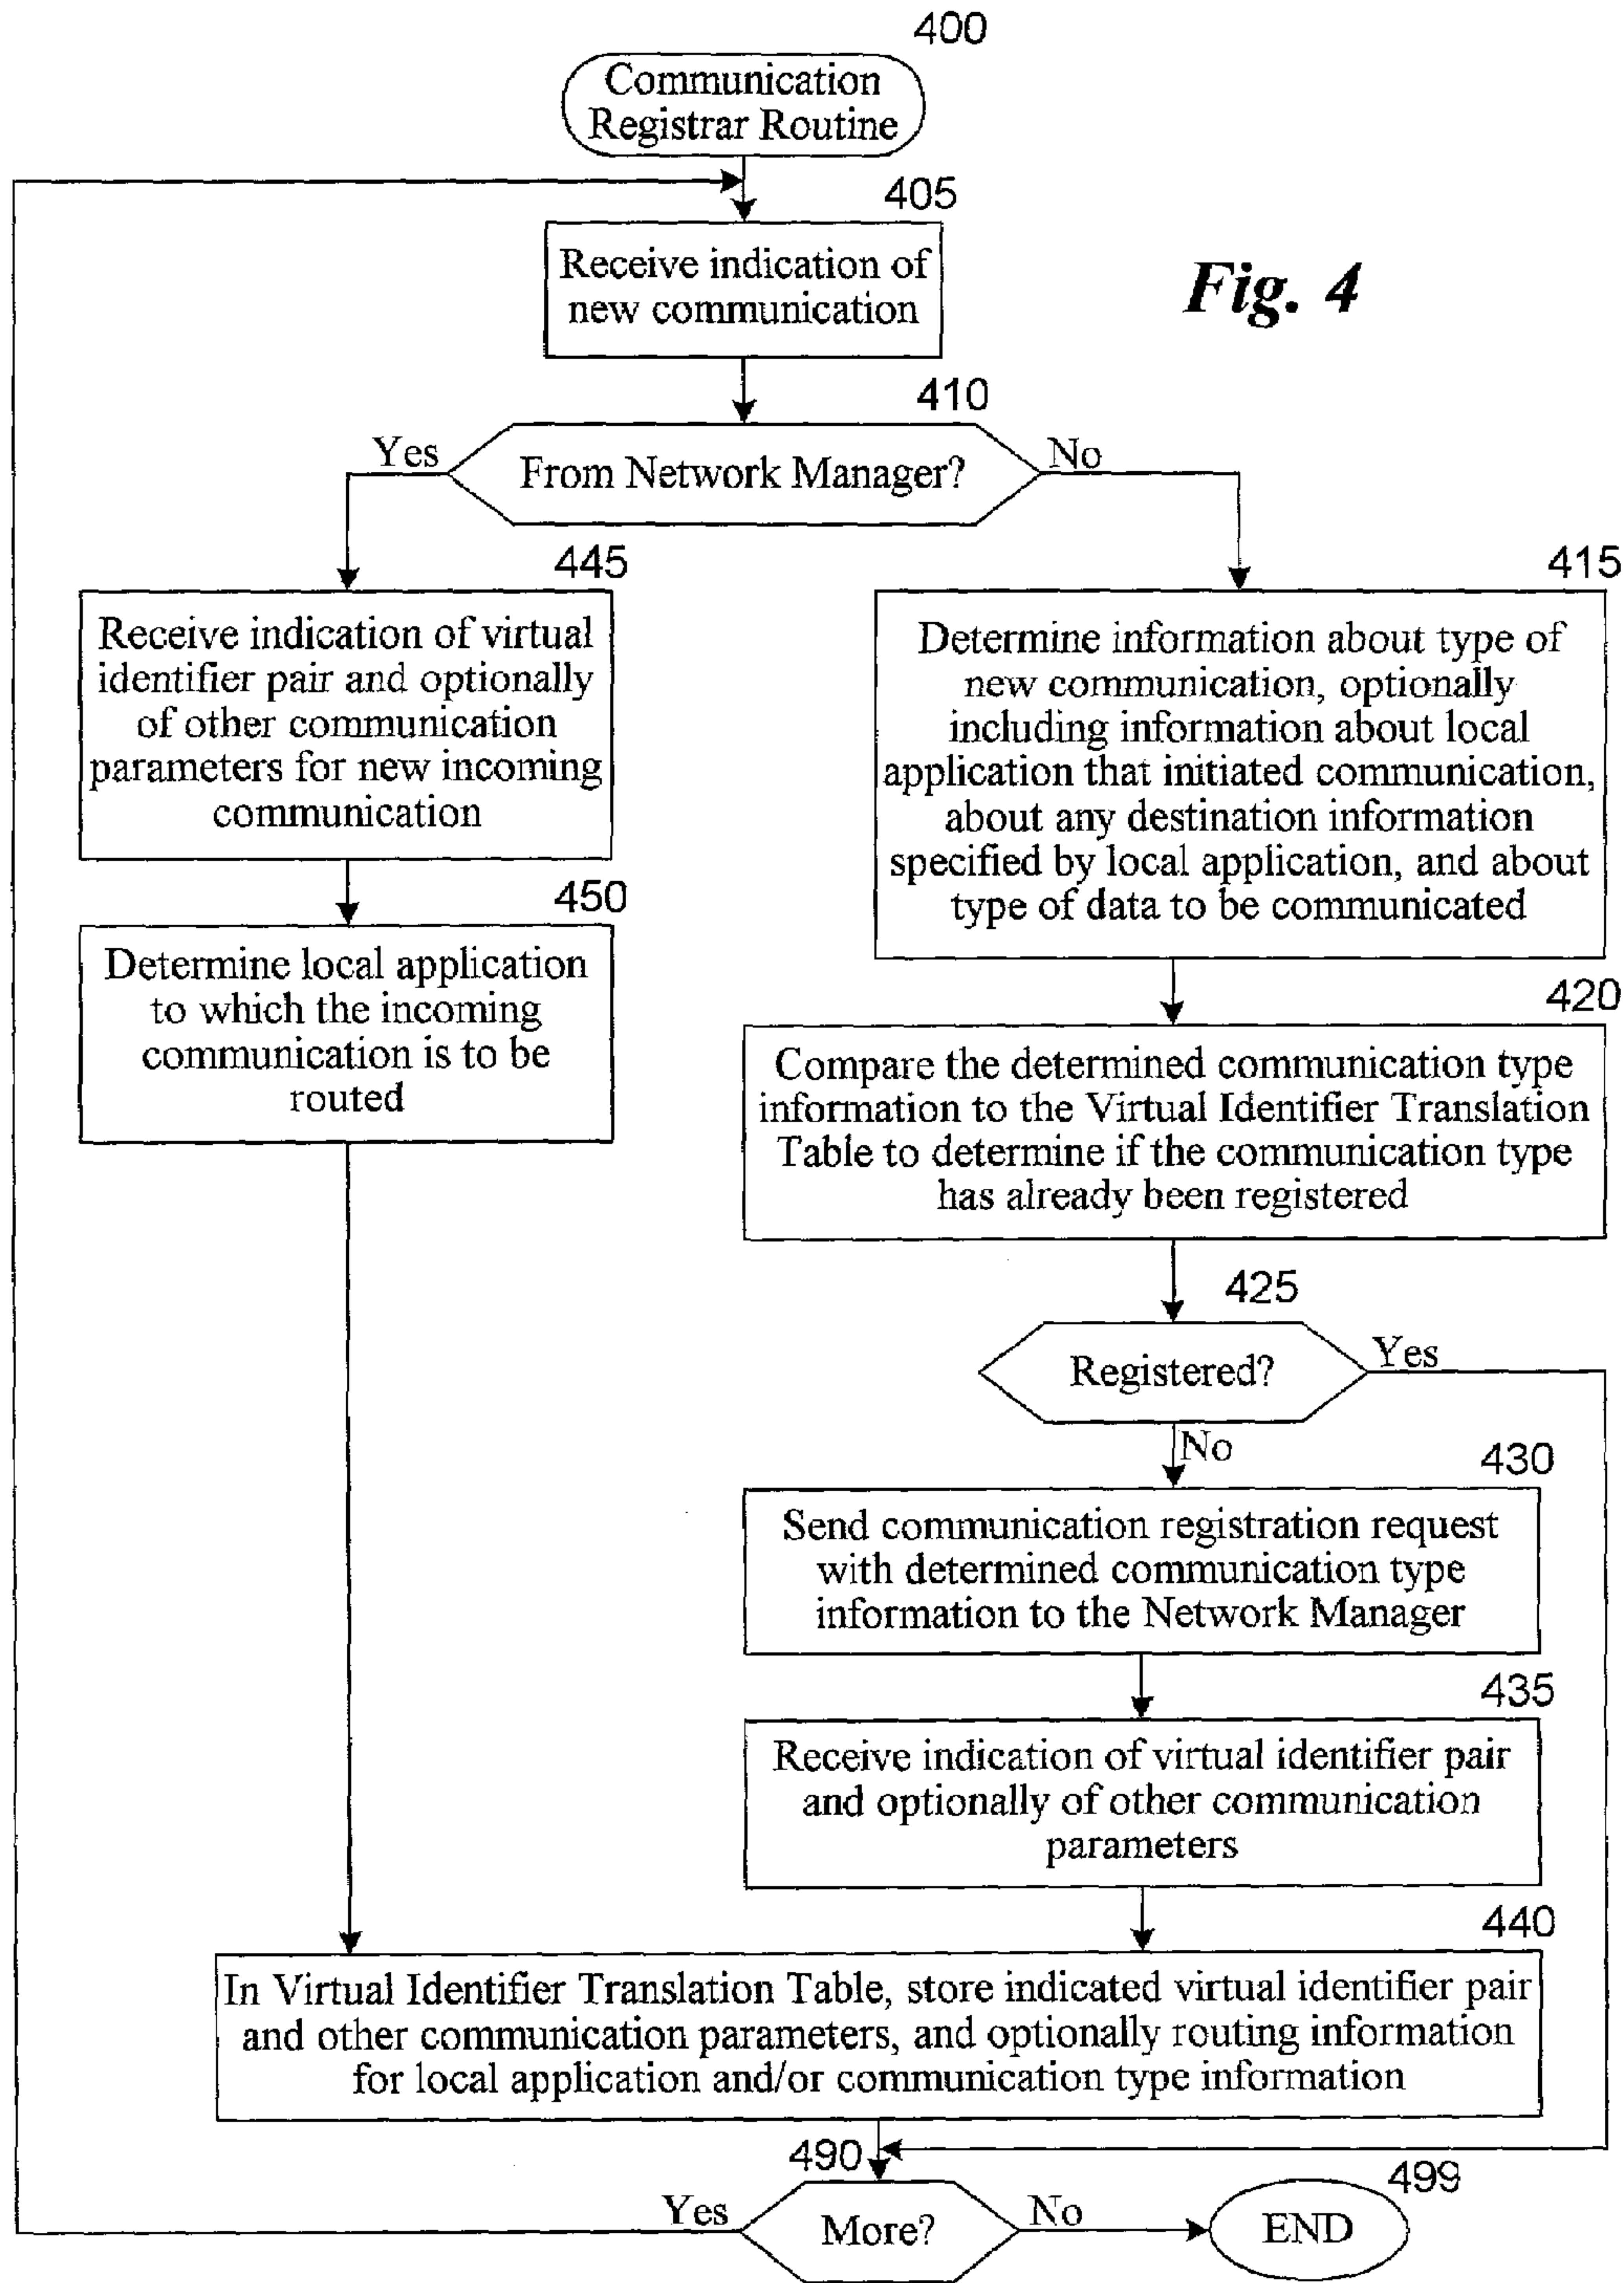 400
Communication
Registrar Routine
405
Receive indication of
new communication
Fig. 4
410
Yes
From Network Manager?
No
445
Receive indication of virtual
identifier pair and optionally
of other communication
parameters for new incoming
communication
450
Determine local application
to which the incoming
communication is to be
routed
415
Determine information about type of
new communication, optionally
including information about local
application that initiated communication,
about any destination information
specified by local application, and about
type of data to be communicated
420
Compare the determined communication type
information to the Virtual Identifier Translation
Table to determine if the communication type
has already been registered
425
Registered?
Yes
No
430
Send communication registration request
with determined communication type
information to the Network Manager
435
Receive indication of virtual identifier pair
and optionally of other communication
parameters
440
In Virtual Identifier Translation Table, store indicated virtual identifier pair
and other communication parameters, and optionally routing information
for local application and/or communication type information
490
Yes
More?
No
499
END